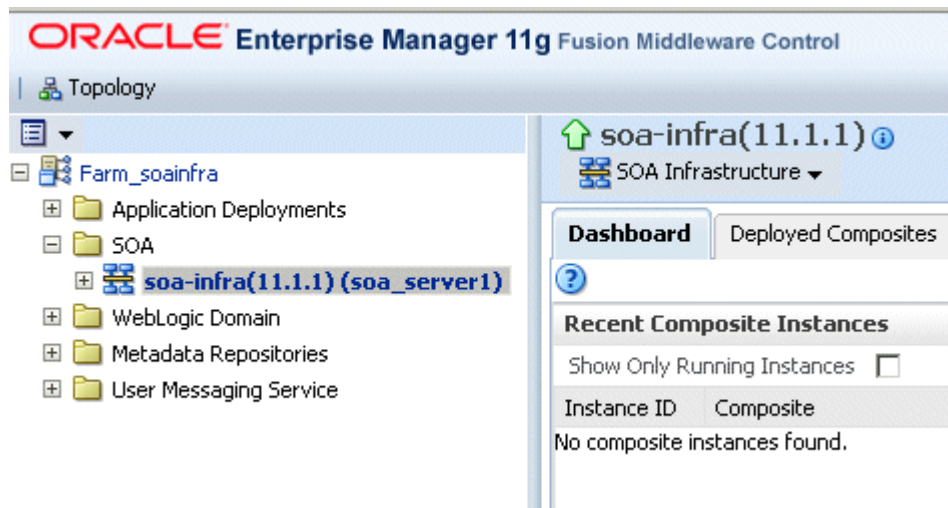 ORACLE Enterprise Manager 11g Fusion Middleware Control
Topology
Farm_soainfra
Application Deployments
SOA
soa-infra(11.1.1) (soa_server1)
WebLogic Domain
Metadata Repositories
User Messaging Service
soa-infra(11.1.1)
SOA Infrastructure
Dashboard Deployed Composites
Recent Composite Instances
Show Only Running Instances
Instance ID Composite
No composite instances found.